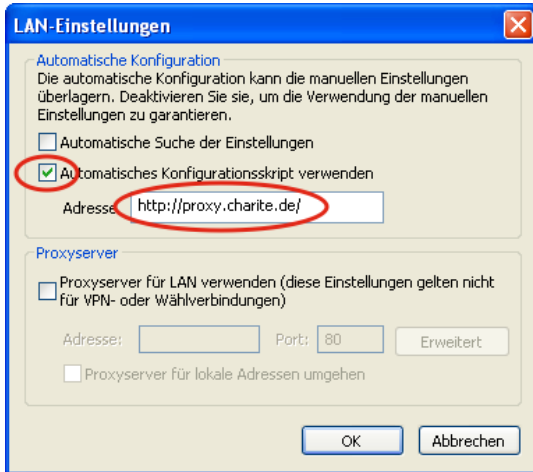 LAN-Einstellungen
Automatische Konfiguration
Die automatische Konfiguration kann die manuellen Einstellungen
überlagern. Deaktivieren Sie sie, um die Verwendung der manuellen
Einstellungen zu garantieren.
Automatische Suche der Einstellungen
Automatisches Konfigurationsskript verwenden
Adresse http://proxy.charite.de/
Proxyserver
Proxyserver für LAN verwenden (diese Einstellungen gelten nicht
für VPN- oder Wählverbindungen)
Adresse: Port: 80 Erweitert
Proxyserver für lokale Adressen umgehen
OK Abbrechen